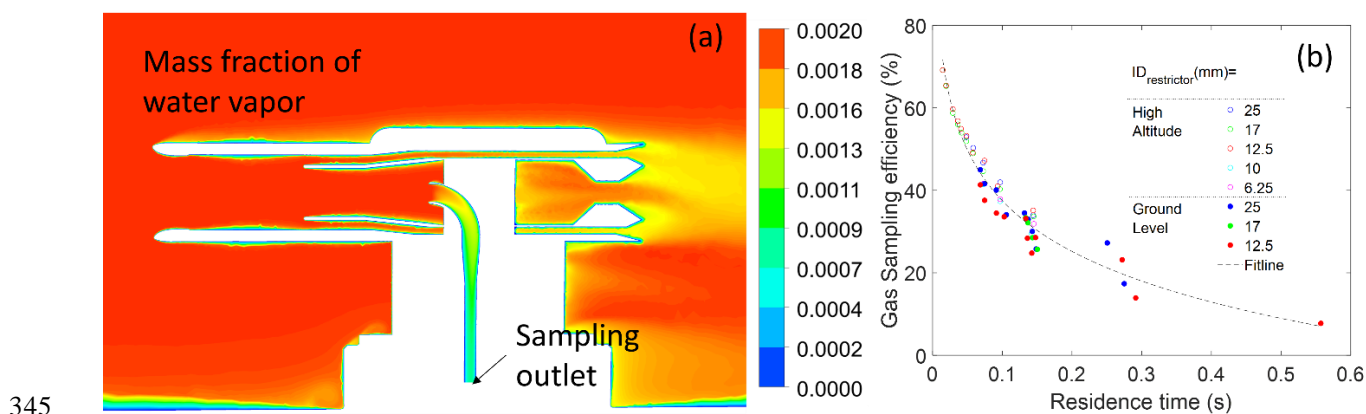 Mass fraction of
water vapor
(a)
Sampling
outlet
0.0020
0.0018
0.0016
0.0013
0.0011
0.0009
0.0007
0.0004
0.0002
0.0000
(b)
Gas Sampling efficiency (%)
80
60
40
20
0
ID_restrictor(mm)=
High
Altitude
25
17
12.5
10
6.25
Ground
Level
25
17
12.5
Fitline
0 0.1 0.2 0.3 0.4 0.5 0.6
Residence time (s)
345